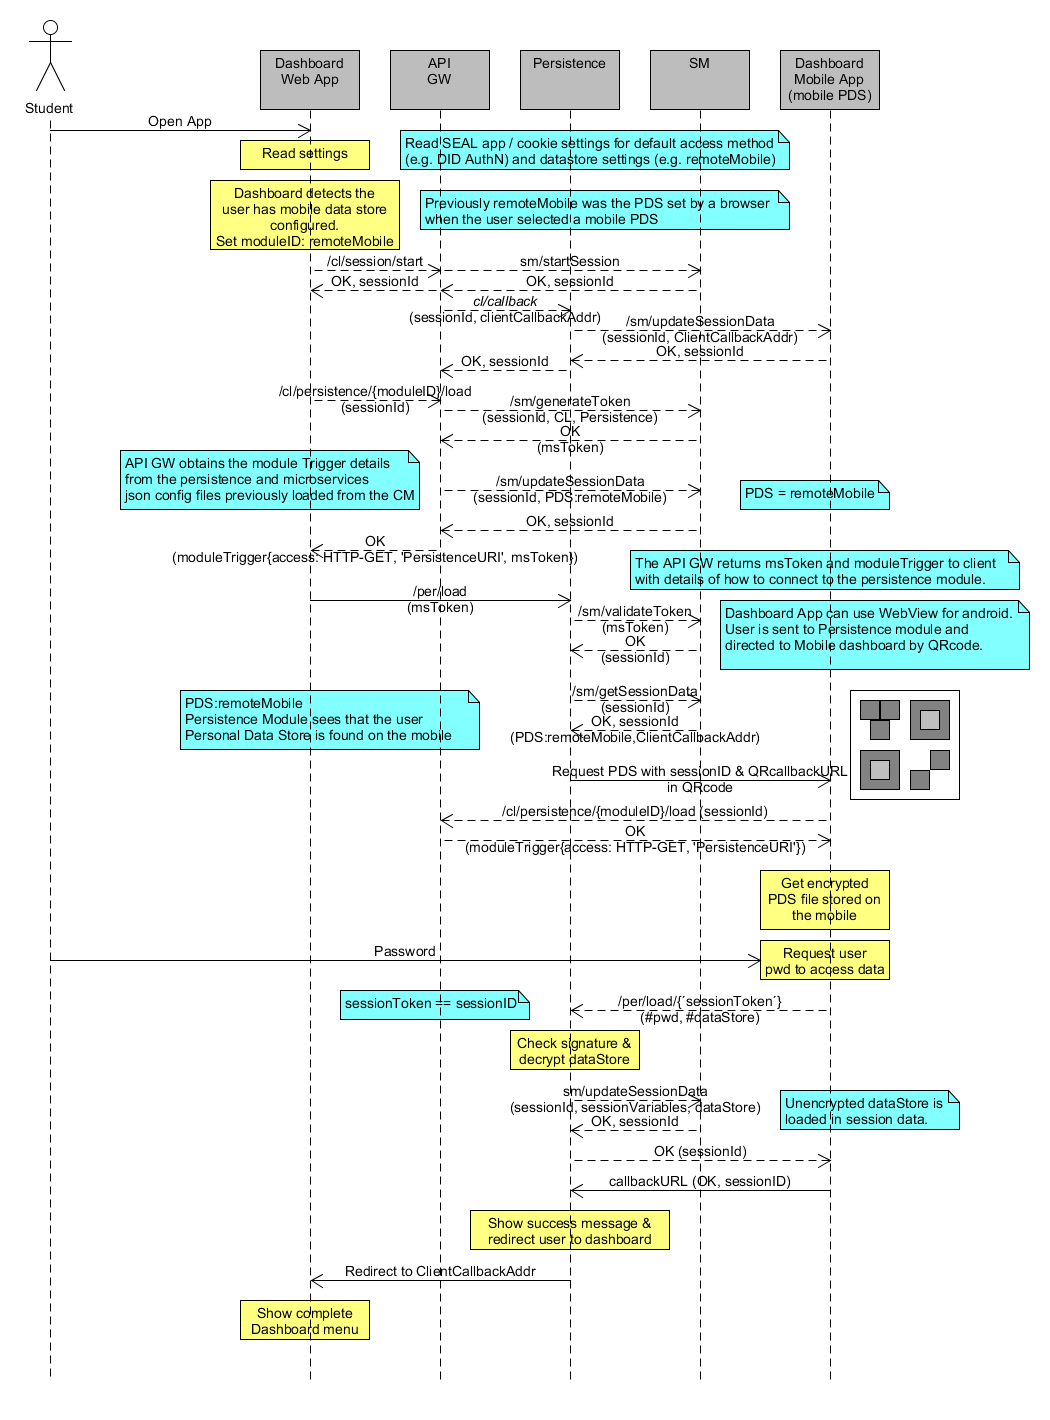 Student
Dashboard
Web App
API
GW
Persistence
SM
Dashboard
Mobile App
(mobile PDS)
Open App
Read settings
Read SEAL app / cookie settings for default access method
(e.g. DID AuthN) and datastore settings (e.g. remoteMobile)
Dashboard detects the
user has mobile data store
configured.
Set moduleID: remoteMobile
Previously remoteMobile was the PDS set by a browser
when the user selected a mobile PDS
/cl/session/start
sm/startSession
OK, sessionId
OK, sessionId
cl/callback
(sessionId, clientCallbackAddr)
/sm/updateSessionData
(sessionId, ClientCallbackAddr)
OK, sessionId
OK, sessionId
/cl/persistence/{moduleID}/load
(sessionId)
/sm/generateToken
(sessionId, CL, Persistence)
OK
(msToken)
API GW obtains the module Trigger details
from the persistence and microservices
json config files previously loaded from the CM
/sm/updateSessionData
(sessionId, PDS:remoteMobile)
PDS = remoteMobile
OK, sessionId
OK
(moduleTrigger{access: HTTP-GET, 'PersistenceURI', msToken})
The API GW returns msToken and moduleTrigger to client
with details of how to connect to the persistence module.
/per/load
(msToken)
/sm/validateToken
(msToken)
OK
(sessionId)
Dashboard App can use WebView for android.
User is sent to Persistence module and
directed to Mobile dashboard by QRcode.
/sm/getSessionData
(sessionId)
PDS:remoteMobile
Persistence Module sees that the user
Personal Data Store is found on the mobile
OK, sessionId
(PDS:remoteMobile,ClientCallbackAddr)
Request PDS with sessionID & QRcallbackURL
in QRcode
/cl/persistence/{moduleID}/load (sessionId)
OK
(moduleTrigger{access: HTTP-GET, 'PersistenceURI'})
Get encrypted
PDS file stored on
the mobile
Password
Request user
pwd to access data
sessionToken == sessionID
/per/load/{´sessionToken´}
(#pwd, #dataStore)
Check signature &
decrypt dataStore
sm/updateSessionData
(sessionId, sessionVariables, dataStore)
OK, sessionId
Unencrypted dataStore is
loaded in session data.
OK (sessionId)
callbackURL (OK, sessionID)
Show success message &
redirect user to dashboard
Redirect to ClientCallbackAddr
Show complete
Dashboard menu